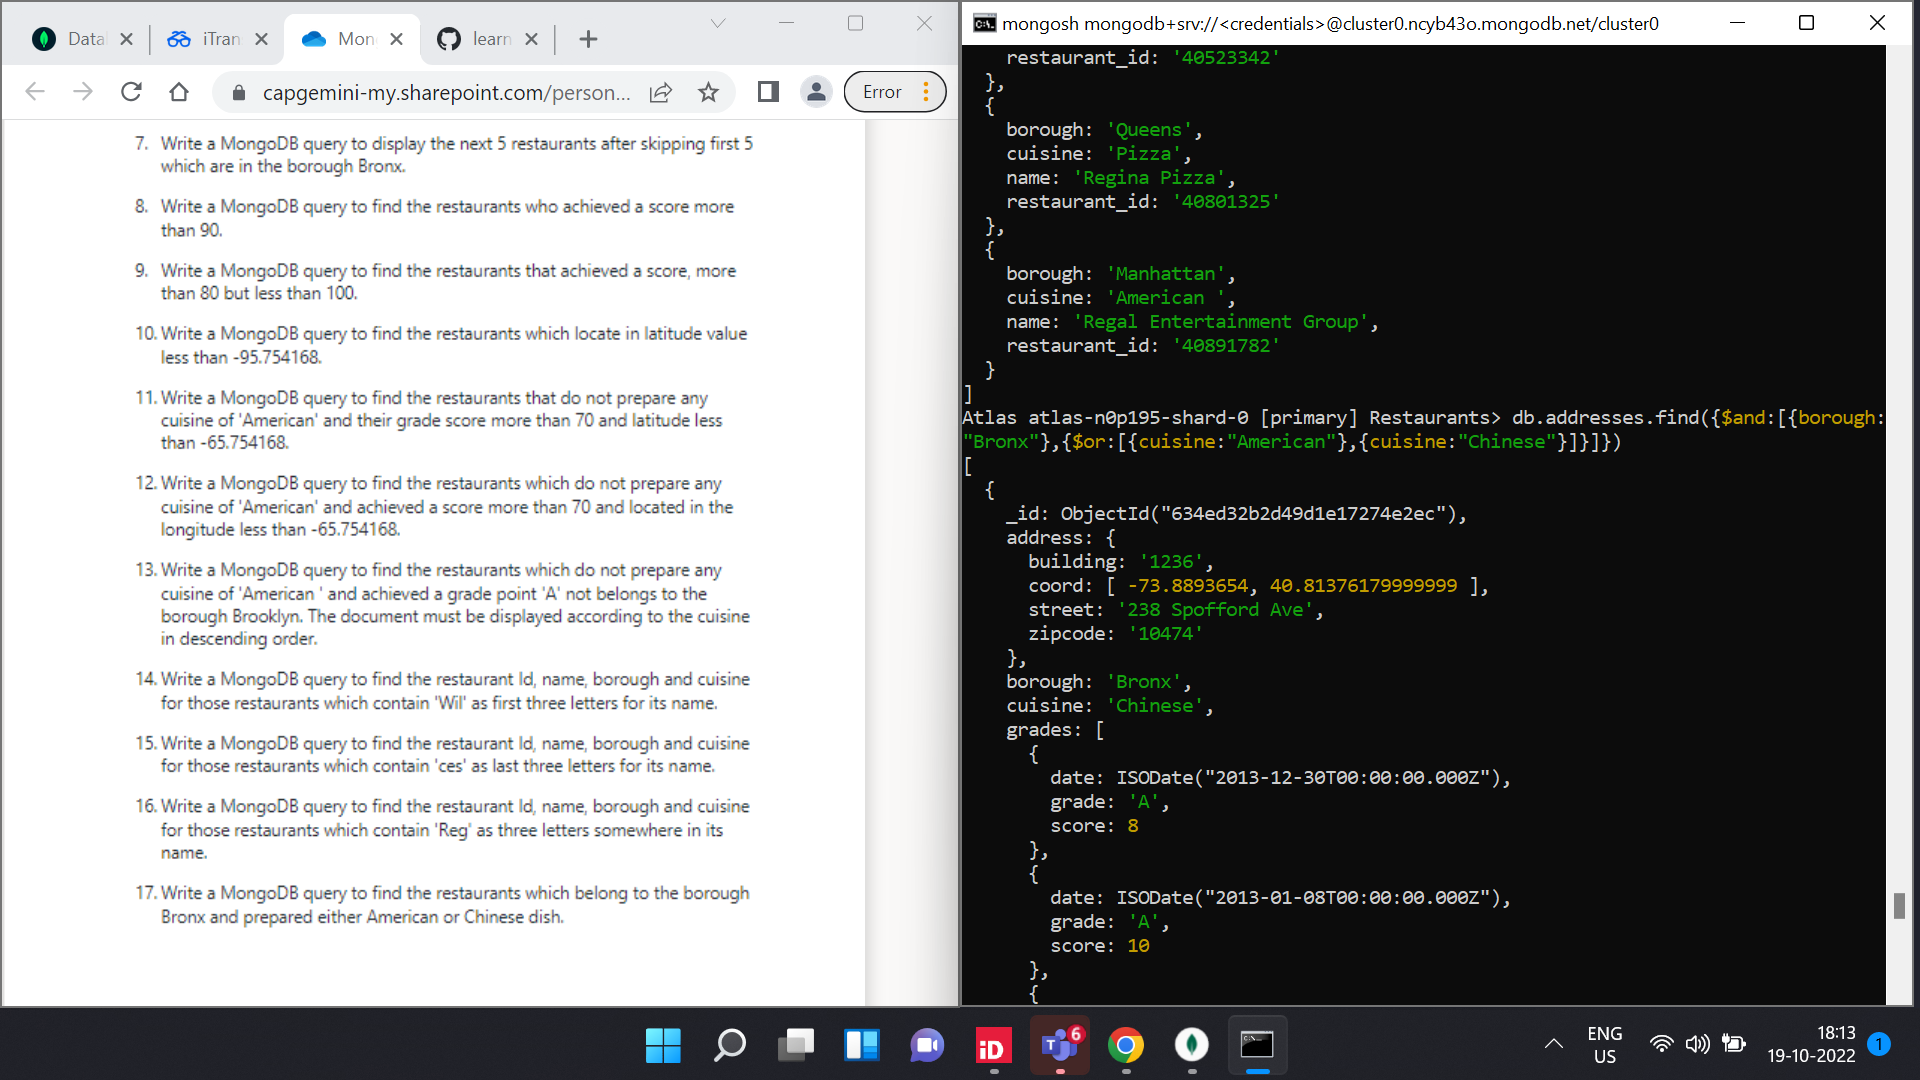 Data
iTran
Mon
learn
capgemini-my.sharepoint.com/person...
Error
7. Write a MongoDB query to display the next 5 restaurants after skipping first 5
which are in the borough Bronx.
8. Write a MongoDB query to find the restaurants who achieved a score more
than 90.
9. Write a MongoDB query to find the restaurants that achieved a score, more
than 80 but less than 100.
10. Write a MongoDB query to find the restaurants which locate in latitude value
less than -95.754168.
11. Write a MongoDB query to find the restaurants that do not prepare any
cuisine of 'American' and their grade score more than 70 and latitude less
than -65.754168.
12. Write a MongoDB query to find the restaurants which do not prepare any
cuisine of 'American' and achieved a score more than 70 and located in the
longitude less than -65.754168.
13. Write a MongoDB query to find the restaurants which do not prepare any
cuisine of 'American ' and achieved a grade point 'A' not belongs to the
borough Brooklyn. The document must be displayed according to the cuisine
in descending order.
14. Write a MongoDB query to find the restaurant Id, name, borough and cuisine
for those restaurants which contain 'Wil' as first three letters for its name.
15. Write a MongoDB query to find the restaurant Id, name, borough and cuisine
for those restaurants which contain 'ces' as last three letters for its name.
16. Write a MongoDB query to find the restaurant Id, name, borough and cuisine
for those restaurants which contain 'Reg' as three letters somewhere in its
name.
17. Write a MongoDB query to find the restaurants which belong to the borough
Bronx and prepared either American or Chinese dish.
mongosh mongodb+srv://<credentials>@cluster0.ncyb43o.mongodb.net/cluster0
restaurant_id: '40523342'
},
{
borough: 'Queens',
cuisine: 'Pizza',
name: 'Regina Pizza',
restaurant_id: '40801325'
},
{
borough: 'Manhattan',
cuisine: 'American ',
name: 'Regal Entertainment Group',
restaurant_id: '40891782'
}
]
Atlas atlas-n0p195-shard-0 [primary] Restaurants> db.addresses.find({$and:[{borough:
"Bronx"},{$or:[{cuisine:"American"},{cuisine:"Chinese"}]}]})
[
{
_id: ObjectId("634ed32b2d49d1e17274e2ec"),
address: {
building: '1236',
coord: [ -73.8893654, 40.81376179999999 ],
street: '238 Spofford Ave',
zipcode: '10474'
},
borough: 'Bronx',
cuisine: 'Chinese',
grades: [
{
date: ISODate("2013-12-30T00:00:00.000Z"),
grade: 'A',
score: 8
},
{
date: ISODate("2013-01-08T00:00:00.000Z"),
grade: 'A',
score: 10
},
{
iD
T
6
ENG
US
18:13
19-10-2022
1